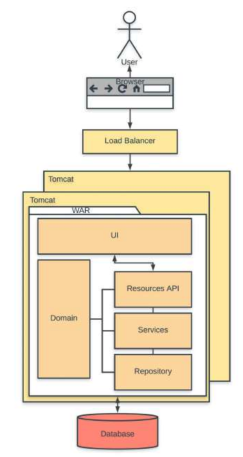 User
Browser
Load Balancer
Tomcat
Tomcat
WAR
UI
Resources API
Domain
Services
Repository
Database